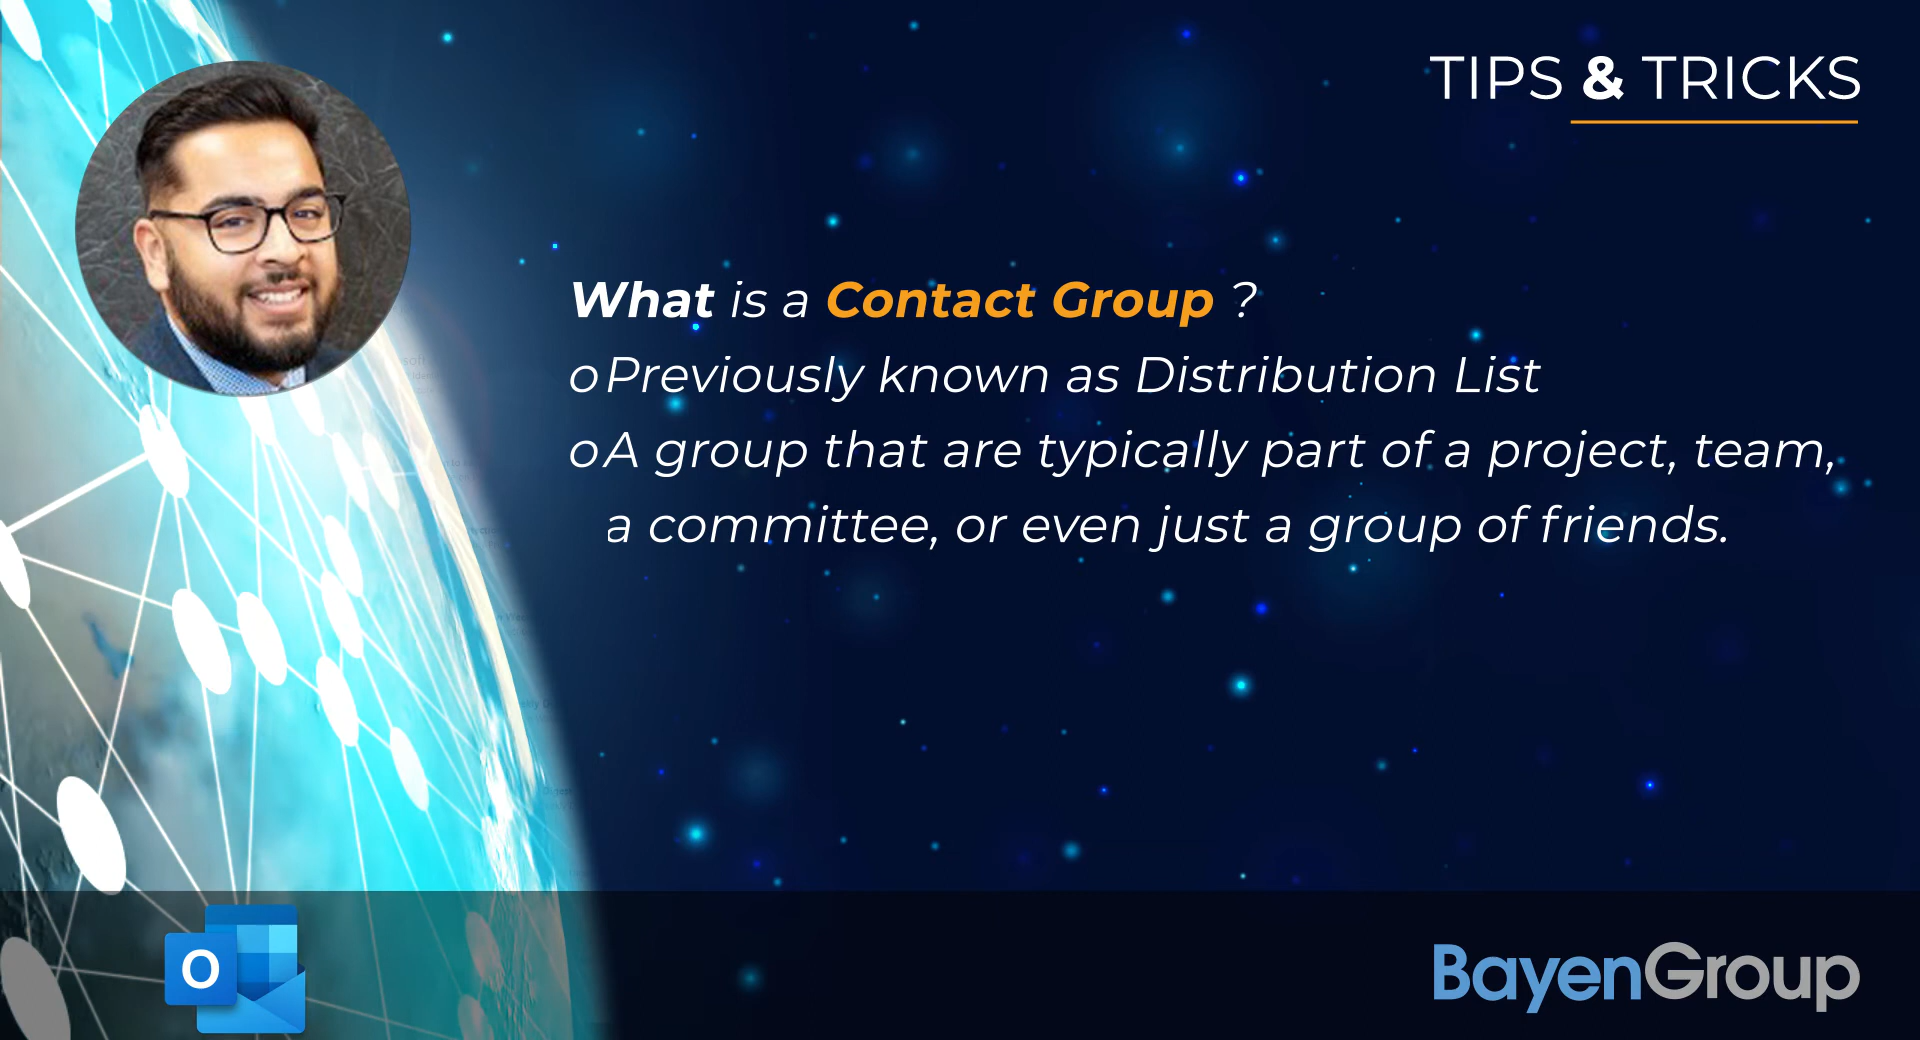 TIPS & TRICKS
What is a Contact Group ?
o Previously known as Distribution List
o A group that are typically part of a project, team,
a committee, or even just a group of friends.
O
BayenGroup